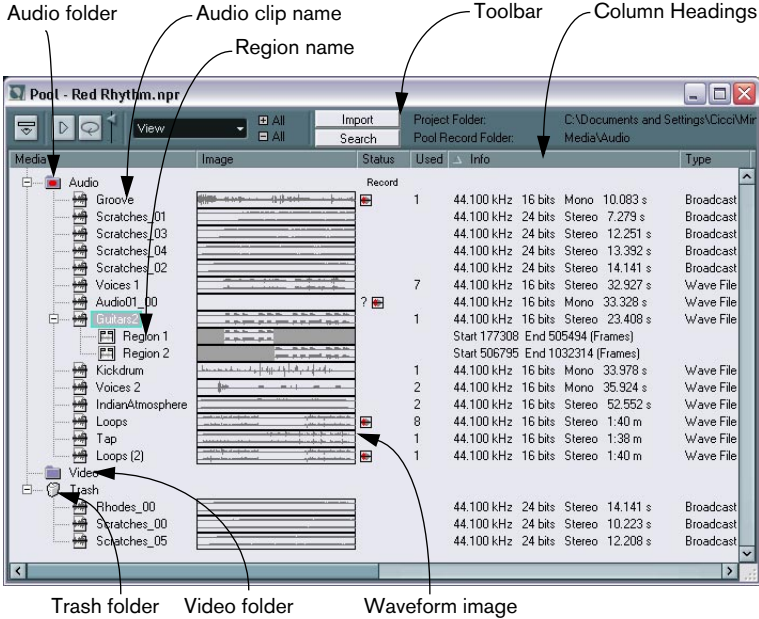 Audio folder Audio clip name Toolbar Column Headings
Region name
Pool - Red Rhythm.npr
View All Import Project Folder: C:\Documents and Settings\Cicci\Mir
All Search Pool Record Folder: Media\Audio
Media Image Status Used Info Type
Audio Record
Groove 1 44.100 kHz 16 bits Mono 10.083 s Broadcast
Scratches_01 44.100 kHz 24 bits Stereo 7.279 s Broadcast
Scratches_03 44.100 kHz 24 bits Stereo 12.251 s Broadcast
Scratches_04 44.100 kHz 24 bits Stereo 13.392 s Broadcast
Scratches_02 44.100 kHz 24 bits Stereo 14.141 s Broadcast
Voices 1 7 44.100 kHz 16 bits Stereo 32.927 s Wave File
Audio01_00 ? 44.100 kHz 16 bits Mono 33.328 s Wave File
Guitars2 1 44.100 kHz 16 bits Stereo 23.408 s Wave File
Region 1 Start 177308 End 505494 (Frames)
Region 2 Start 506795 End 1032314 (Frames)
Kickdrum 1 44.100 kHz 16 bits Mono 33.978 s Wave File
Voices 2 2 44.100 kHz 16 bits Mono 35.924 s Wave File
IndianAtmosphere 2 44.100 kHz 16 bits Stereo 52.552 s Wave File
Loops 8 44.100 kHz 16 bits Stereo 1:40 m Wave File
Tap 1 44.100 kHz 16 bits Stereo 1:38 m Wave File
Loops (2) 1 44.100 kHz 16 bits Stereo 1:40 m Wave File
Video
Trash
Rhodes_00 44.100 kHz 24 bits Stereo 14.141 s Broadcast
Scratches_00 44.100 kHz 24 bits Stereo 10.223 s Broadcast
Scratches_05 44.100 kHz 24 bits Stereo 12.208 s Broadcast
Trash folder Video folder Waveform image